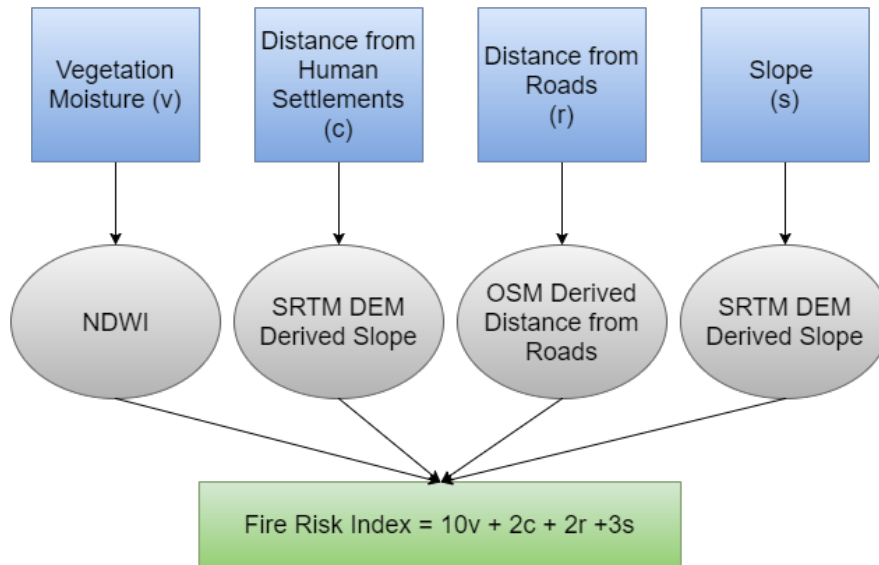 Vegetation
Moisture (v)
Distance from
Human
Settlements
(c)
Distance from
Roads
(r)
Slope
(s)
NDWI
SRTM DEM
Derived Slope
OSM Derived
Distance from
Roads
SRTM DEM
Derived Slope
Fire Risk Index = 10v + 2c + 2r +3s